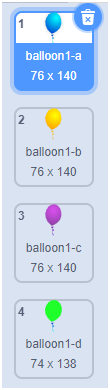 1
balloon1-a
76 x 140
2
balloon1-b
76 x 140
3
balloon1-c
76 x 140
4
balloon1-d
74 x 138